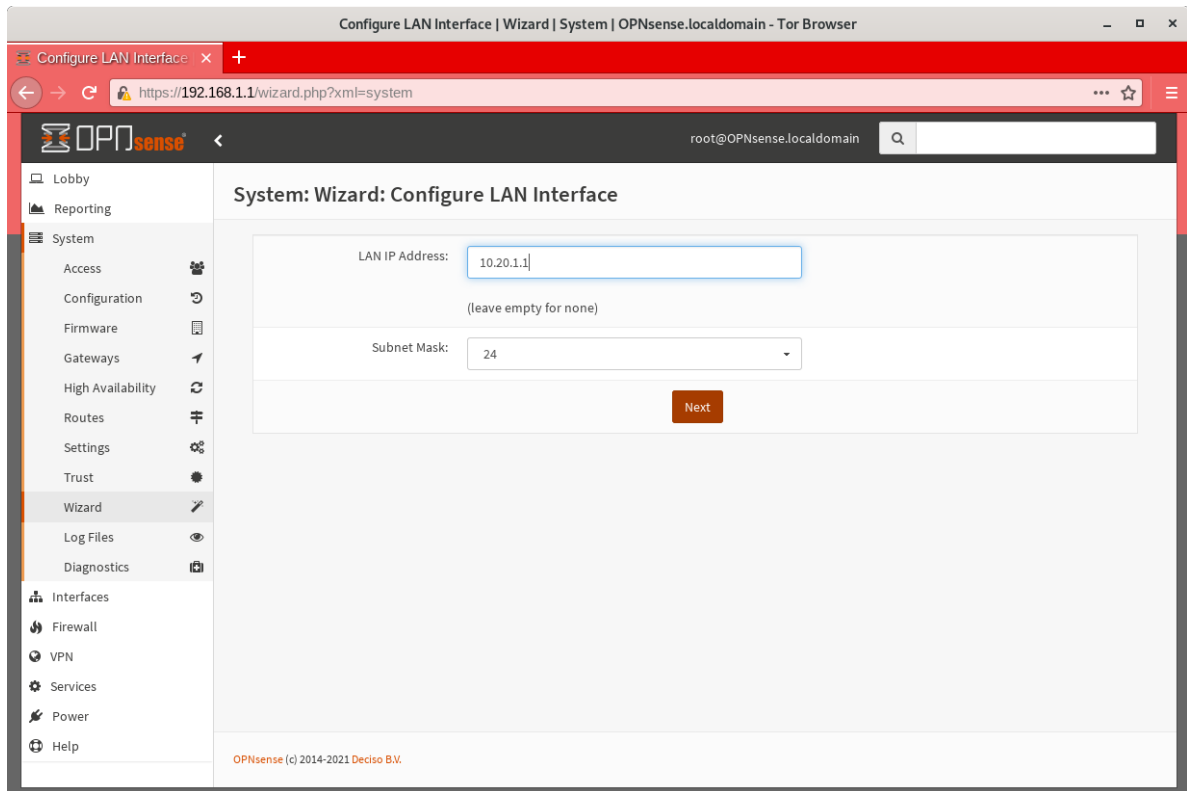 Configure LAN Interface | Wizard | System | OPNsense.localdomain - Tor Browser
Configure LAN Interface
https://192.168.1.1/wizard.php?xml=system
OPNsense
root@OPNsense.localdomain
Lobby
Reporting
System
Access
Configuration
Firmware
Gateways
High Availability
Routes
Settings
Trust
Wizard
Log Files
Diagnostics
Interfaces
Firewall
VPN
Services
Power
Help
System: Wizard: Configure LAN Interface
LAN IP Address:
10.20.1.1
(leave empty for none)
Subnet Mask:
24
Next
OPNsense (c) 2014-2021 Deciso B.V.